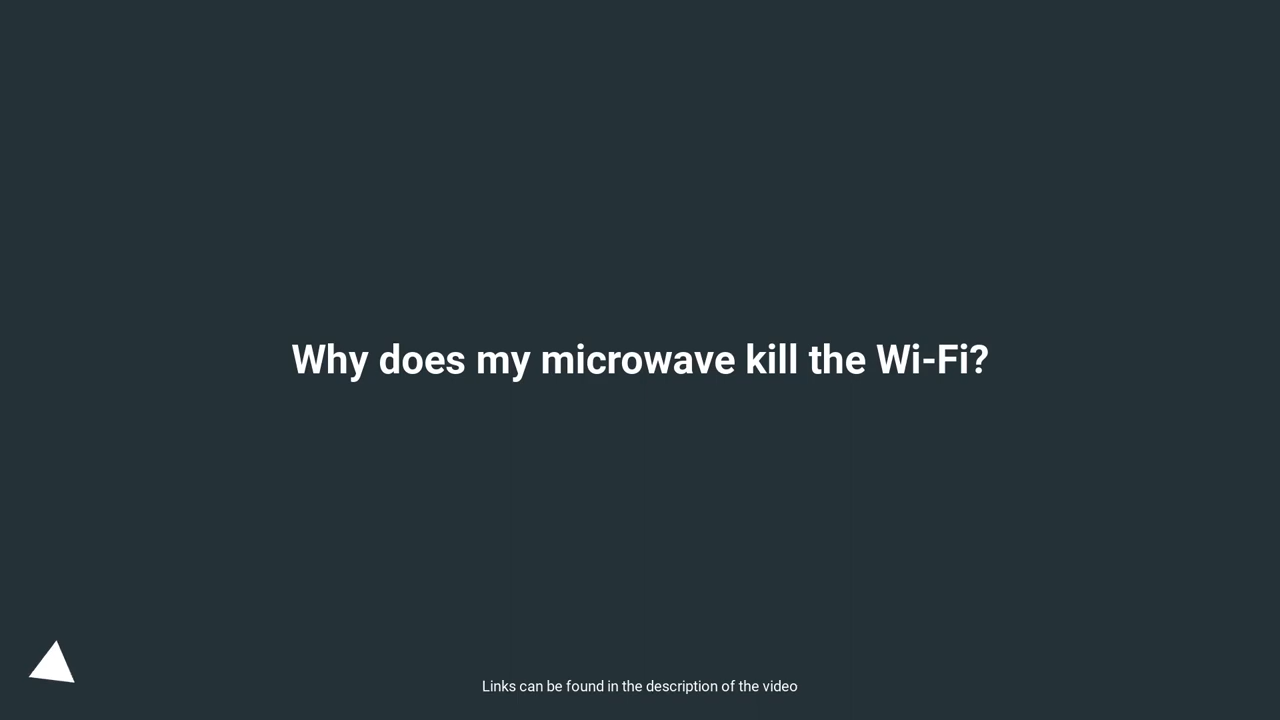 Why does my microwave kill the Wi-Fi?
Links can be found in the description of the video